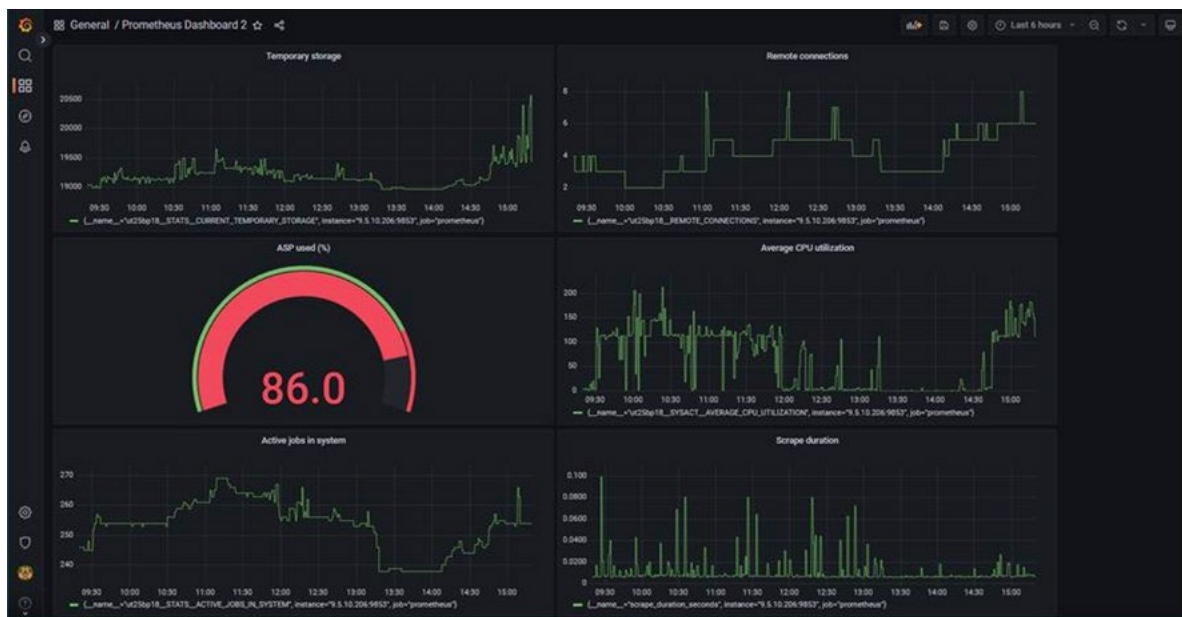 General / Prometheus Dashboard 2
Last 6 hours
Temporary storage
20500
20000
19500
19000
09:30 10:00 10:30 11:00 11:30 12:00 12:30 13:00 13:30 14:00 14:30 15:00
{__name__="ut25bp18__STATS__CURRENT_TEMPORARY_STORAGE", instance="9.5.10.206:9853", job="prometheus"}
Remote connections
8
6
4
2
09:30 10:00 10:30 11:00 11:30 12:00 12:30 13:00 13:30 14:00 14:30 15:00
{__name__="ut25bp18__REMOTE_CONNECTIONS", instance="9.5.10.206:9853", job="prometheus"}
ASP used (%)
86.0
Average CPU utilization
200
150
100
50
0
09:30 10:00 10:30 11:00 11:30 12:00 12:30 13:00 13:30 14:00 14:30 15:00
{__name__="ut25bp18__SYSACT__AVERAGE_CPU_UTILIZATION", instance="9.5.10.206:9853", job="prometheus"}
Active jobs in system
270
260
250
240
09:30 10:00 10:30 11:00 11:30 12:00 12:30 13:00 13:30 14:00 14:30 15:00
{__name__="ut25bp18__STATS__ACTIVE_JOBS_IN_SYSTEM", instance="9.5.10.206:9853", job="prometheus"}
Scrape duration
0.100
0.0800
0.0600
0.0400
0.0200
0
09:30 10:00 10:30 11:00 11:30 12:00 12:30 13:00 13:30 14:00 14:30 15:00
{__name__="scrape_duration_seconds", instance="9.5.10.206:9853", job="prometheus"}